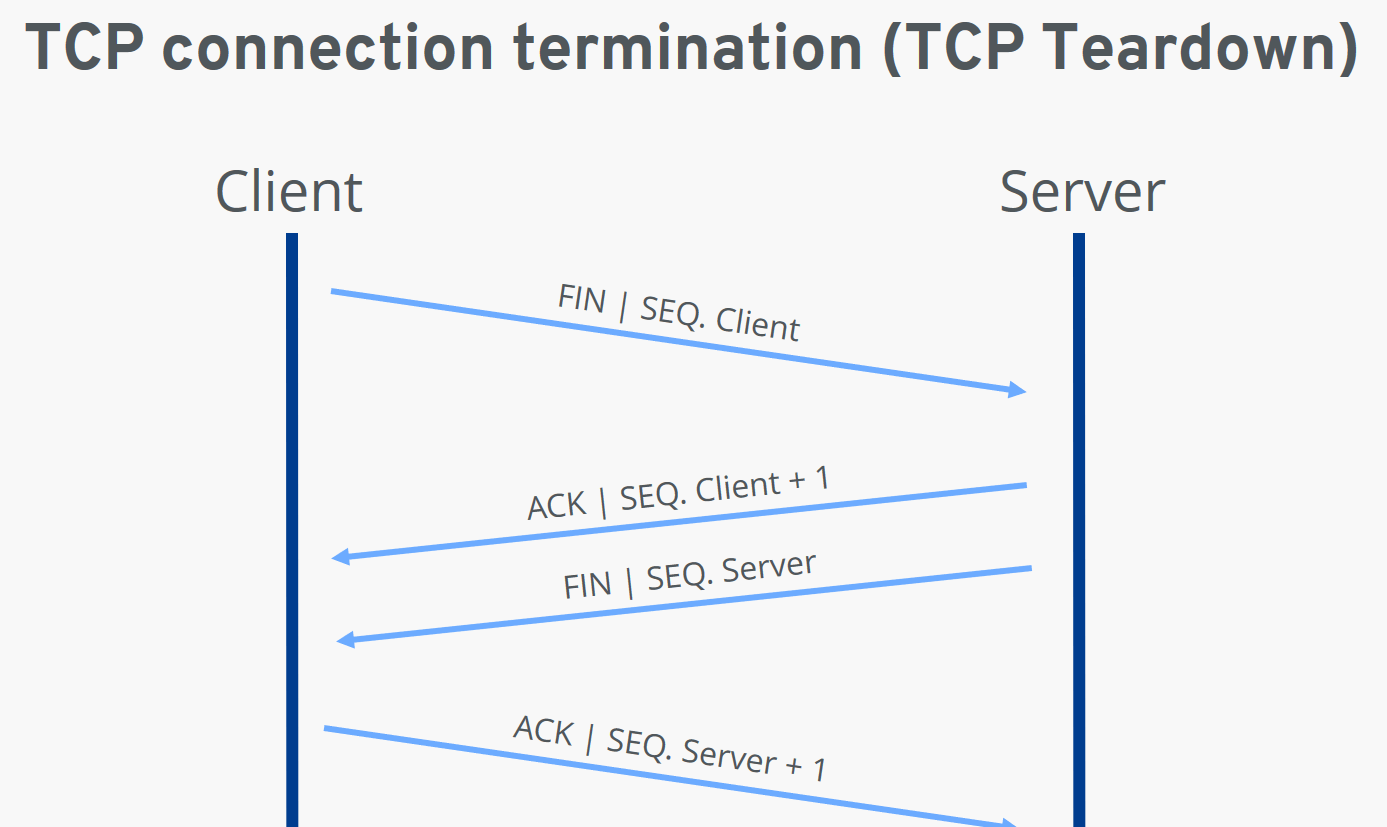 TCP connection termination (TCP Teardown)
Client
Server
FIN | SEQ. Client
ACK | SEQ. Client + 1
FIN | SEQ. Server
ACK | SEQ. Server + 1